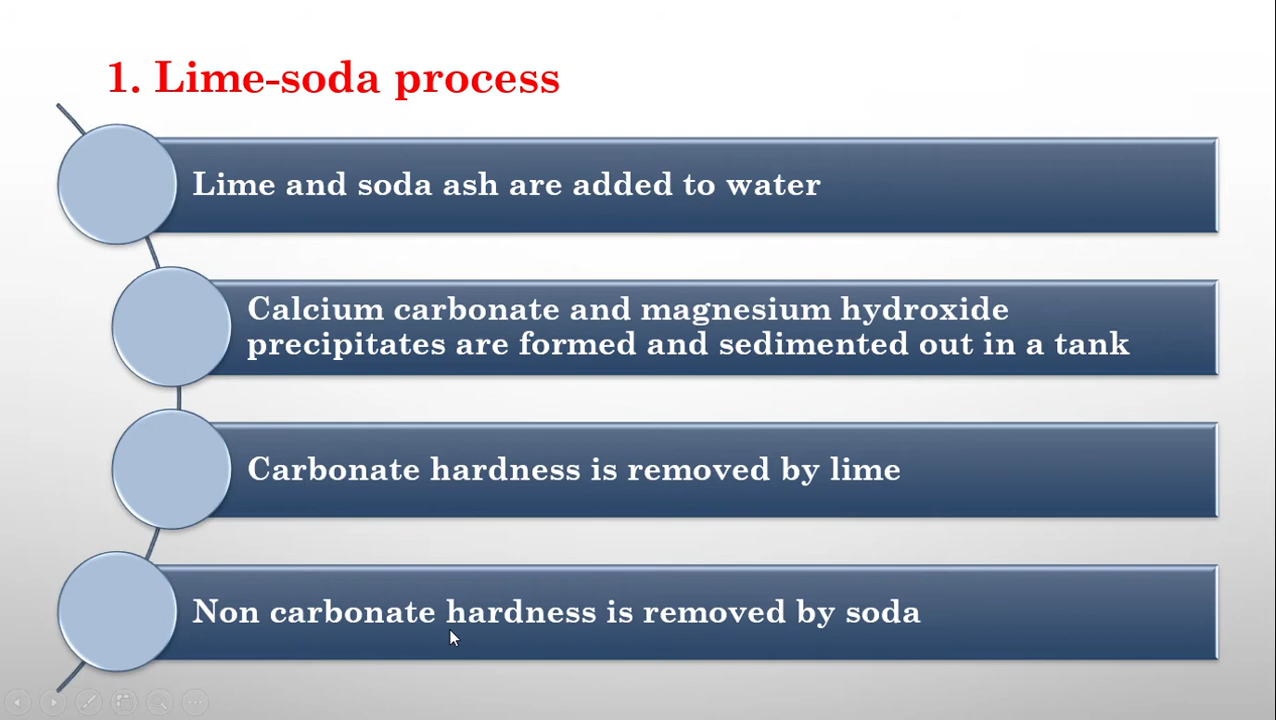 1. Lime-soda process
Lime and soda ash are added to water
Calcium carbonate and magnesium hydroxide
precipitates are formed and sedimented out in a tank
Carbonate hardness is removed by lime
Non carbonate hardness is removed by soda